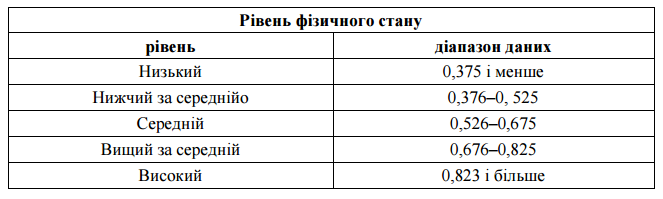 Рівень фізичного стану
рівень діапазон даних
Низький 0,375 і менше
Нижчий за середнійо 0,376–0, 525
Середній 0,526–0,675
Вищий за середній 0,676–0,825
Високий 0,823 і більше